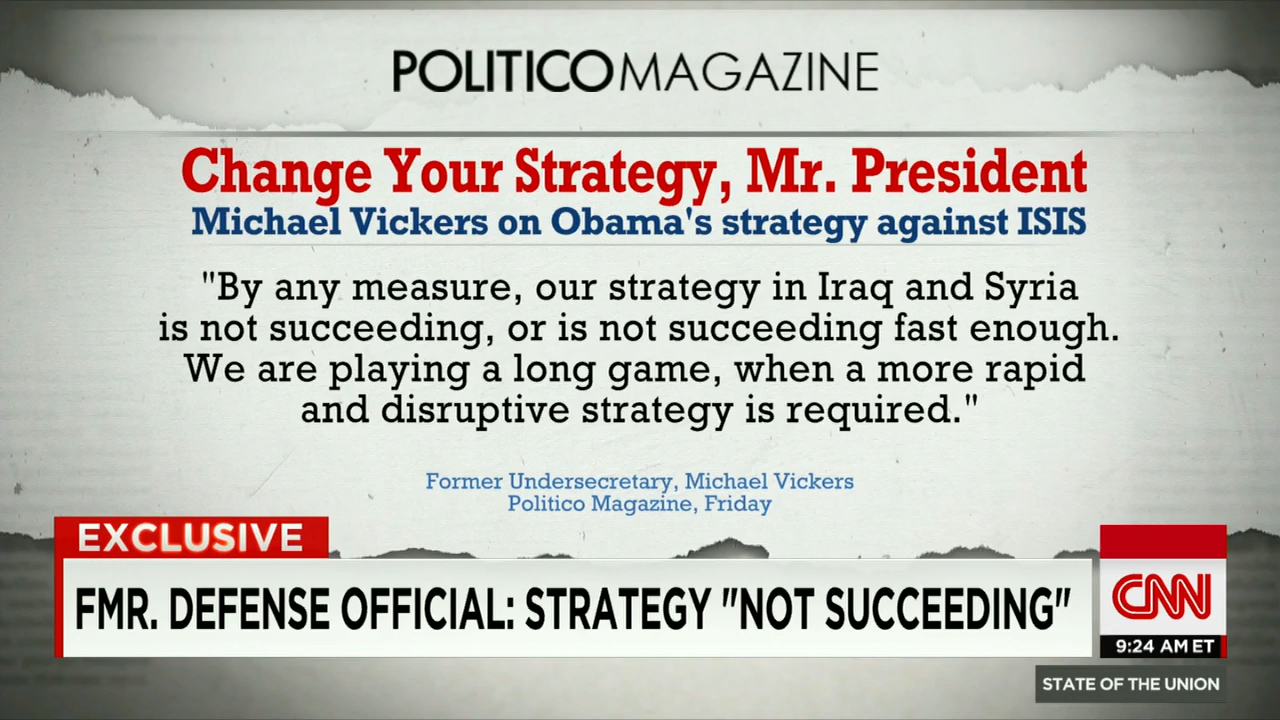 POLITICO MAGAZINE
Change Your Strategy, Mr. President
Michael Vickers on Obama's strategy against ISIS
"By any measure, our strategy in Iraq and Syria
is not succeeding, or is not succeeding fast enough.
We are playing a long game, when a more rapid
and disruptive strategy is required."
Former Undersecretary, Michael Vickers
Politico Magazine, Friday
EXCLUSIVE
FMR. DEFENSE OFFICIAL: STRATEGY "NOT SUCCEEDING"
CNN
9:24 AM ET
STATE OF THE UNION